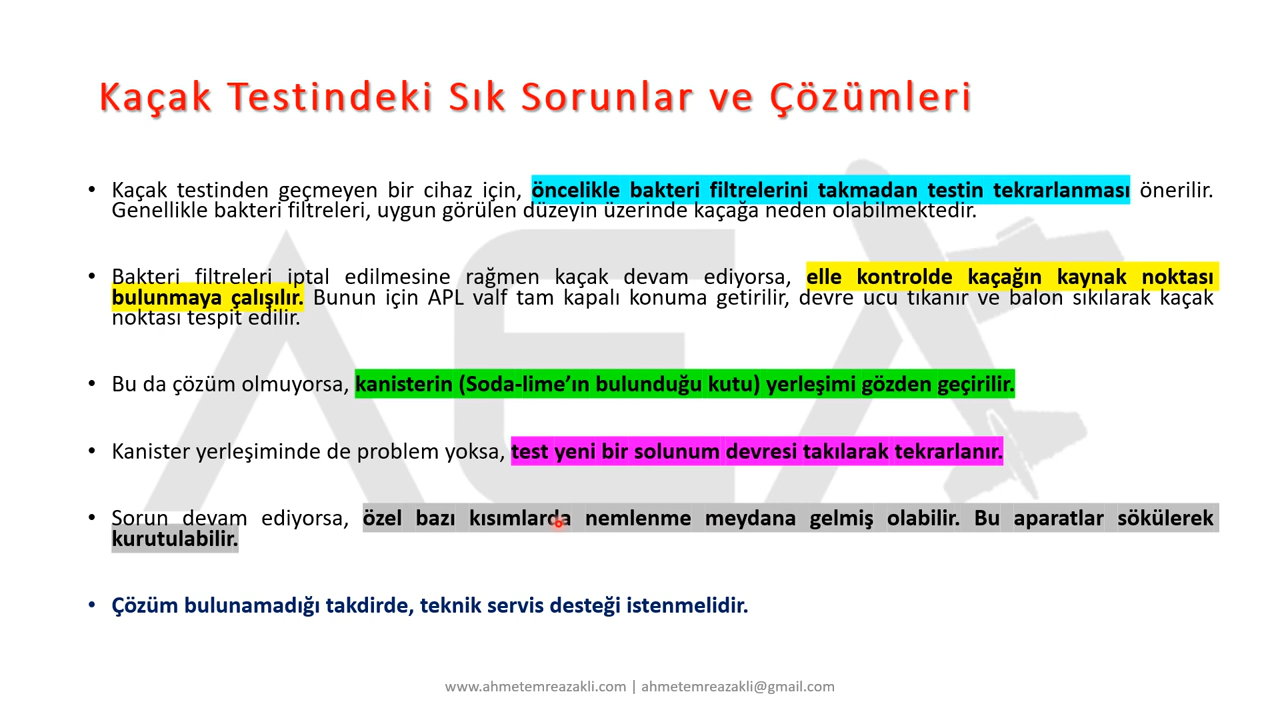 Kaçak Testindeki Sık Sorunlar ve Çözümleri
• Kaçak testinden geçmeyen bir cihaz için, öncelikle bakteri filtrelerini takmadan testin tekrarlanması önerilir.
Genellikle bakteri filtreleri, uygun görülen düzeyin üzerinde kaçağa neden olabilmektedir.
• Bakteri filtreleri iptal edilmesine rağmen kaçak devam ediyorsa, elle kontrolde kaçağın kaynak noktası
bulunmaya çalışılır. Bunun için APL valf tam kapalı konuma getirilir, devre ucu tıkanır ve balon sıkılarak kaçak
noktası tespit edilir.
• Bu da çözüm olmuyorsa, kanisterin (Soda-lime’ın bulunduğu kutu) yerleşimi gözden geçirilir.
• Kanister yerleşiminde de problem yoksa, test yeni bir solunum devresi takılarak tekrarlanır.
• Sorun devam ediyorsa, özel bazı kısımlarda nemlenme meydana gelmiş olabilir. Bu aparatlar sökülerek
kurutulabilir.
• Çözüm bulunamadığı takdirde, teknik servis desteği istenmelidir.
AEA
www.ahmetemreazakli.com | ahmetemreazakli@gmail.com